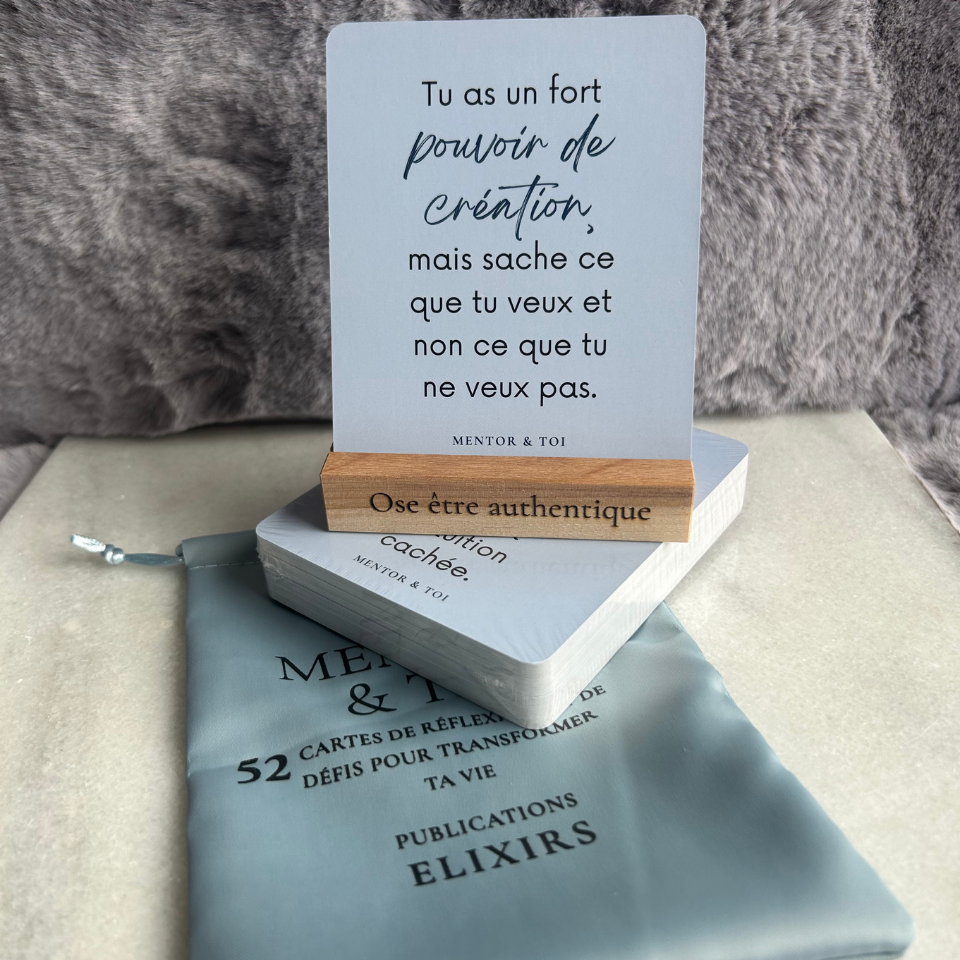 Tu as un fort
pouvoir de
création,
mais sache ce
que tu veux et
non ce que tu
ne veux pas.
MENTOR & TOI
Ose être authentique
cachée.
MENTOR & TOI
&
52 CARTES DE RÉFLEXION DE
DÉFIS POUR TRANSFORMER
TA VIE
PUBLICATIONS
ELIXIRS